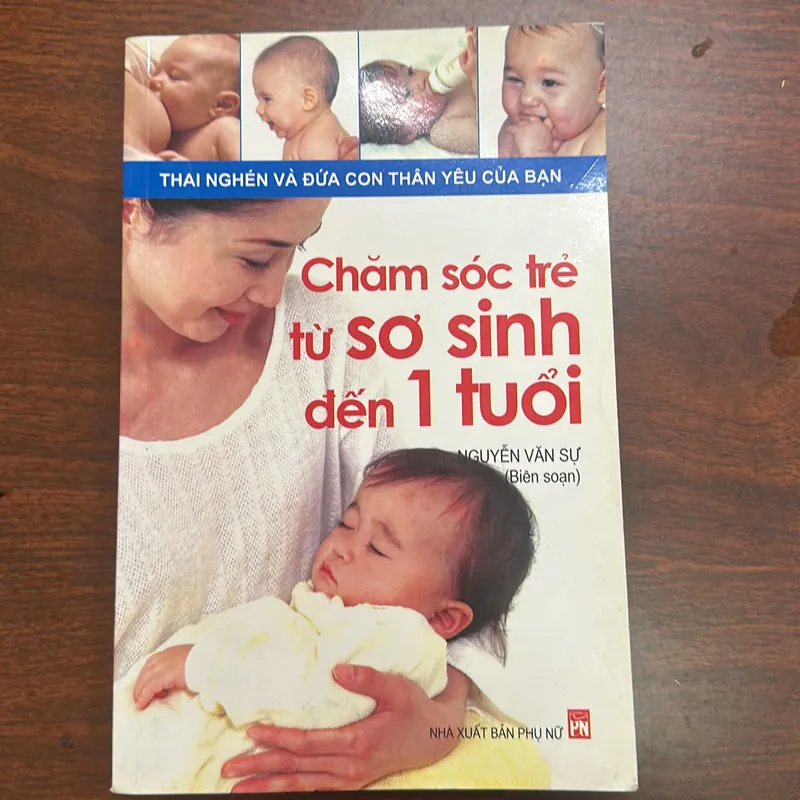 THAI NGHÉN VÀ ĐỨA CON THÂN YÊU CỦA BẠN
Chăm sóc trẻ
từ sơ sinh
đến 1 tuổi
NGUYỄN VĂN SỰ
(Biên soạn)
NHÀ XUẤT BẢN PHỤ NỮ PN